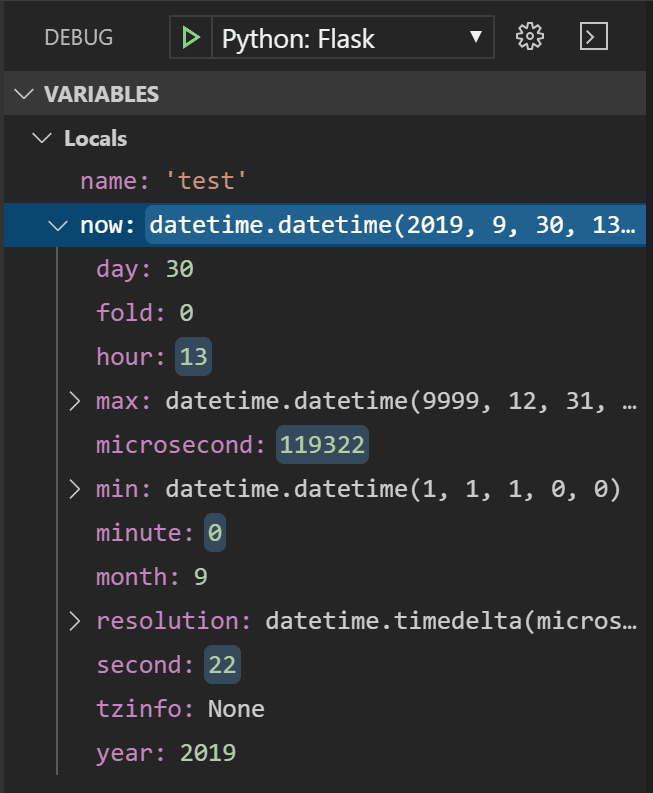 DEBUG Python: Flask
VARIABLES
Locals
name: 'test'
now: datetime.datetime(2019, 9, 30, 13…
day: 30
fold: 0
hour: 13
max: datetime.datetime(9999, 12, 31, …
microsecond: 119322
min: datetime.datetime(1, 1, 1, 0, 0)
minute: 0
month: 9
resolution: datetime.timedelta(micros…
second: 22
tzinfo: None
year: 2019